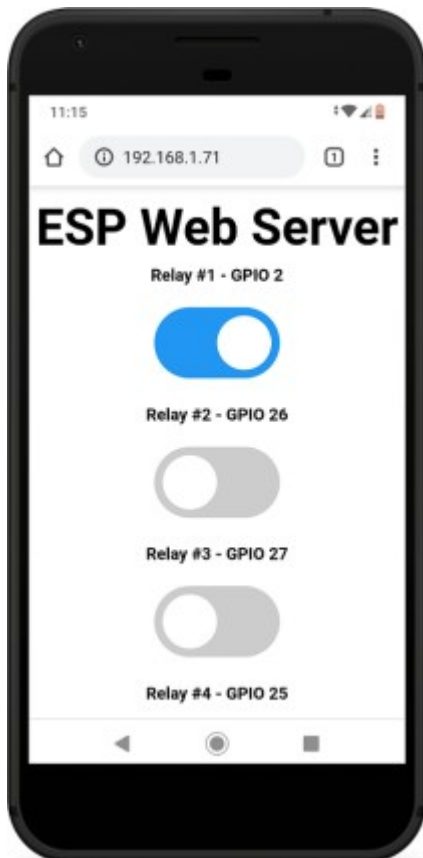 11:15
192.168.1.71
1
ESP Web Server
Relay #1 - GPIO 2
Relay #2 - GPIO 26
Relay #3 - GPIO 27
Relay #4 - GPIO 25